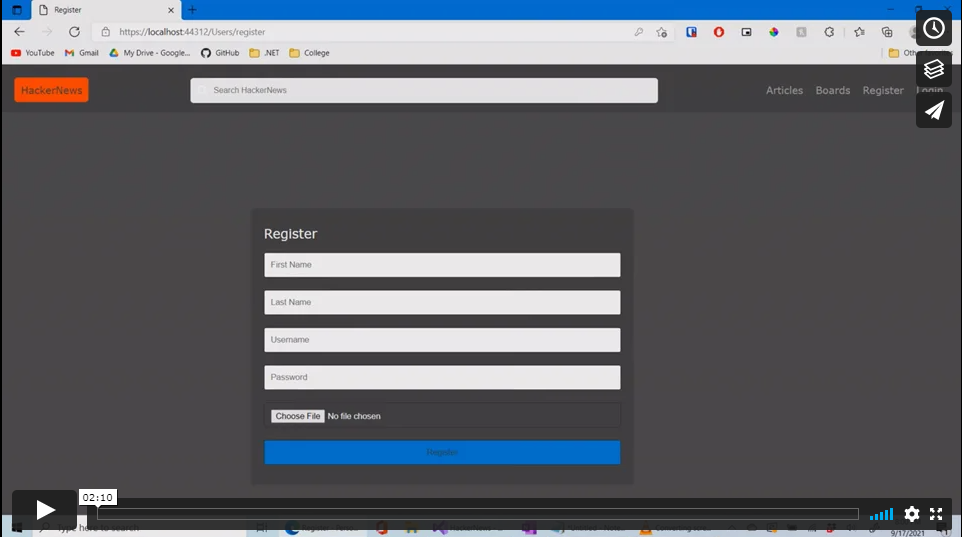 Register
https://localhost:44312/Users/register
YouTube Gmail My Drive - Google... GitHub .NET College
HackerNews Search HackerNews Articles Boards Register Login
Register
First Name
Last Name
Username
Password
Choose File No file chosen
Register
02:10
Type here to search
9/17/2021